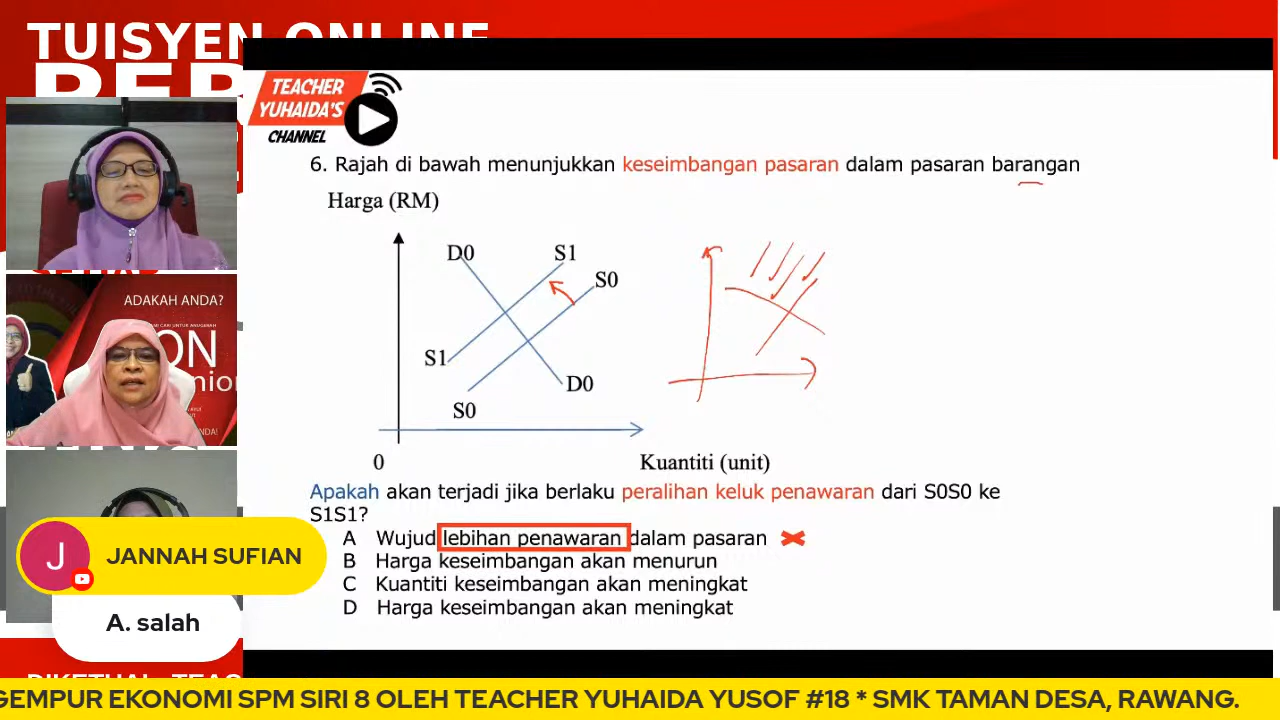 TUISYEN ONLINE
TEACHER
YUHAIDA'S
CHANNEL
6. Rajah di bawah menunjukkan keseimbangan pasaran dalam pasaran barangan
Harga (RM)
D0
S1
S0
S1
D0
S0
0
Kuantiti (unit)
Apakah akan terjadi jika berlaku peralihan keluk penawaran dari S0S0 ke
S1S1?
A Wujud lebihan penawaran dalam pasaran
B Harga keseimbangan akan menurun
C Kuantiti keseimbangan akan meningkat
D Harga keseimbangan akan meningkat
ADAKAH ANDA?
J
JANNAH SUFIAN
A. salah
GEMPUR EKONOMI SPM SIRI 8 OLEH TEACHER YUHAIDA YUSOF #18 * SMK TAMAN DESA, RAWANG.